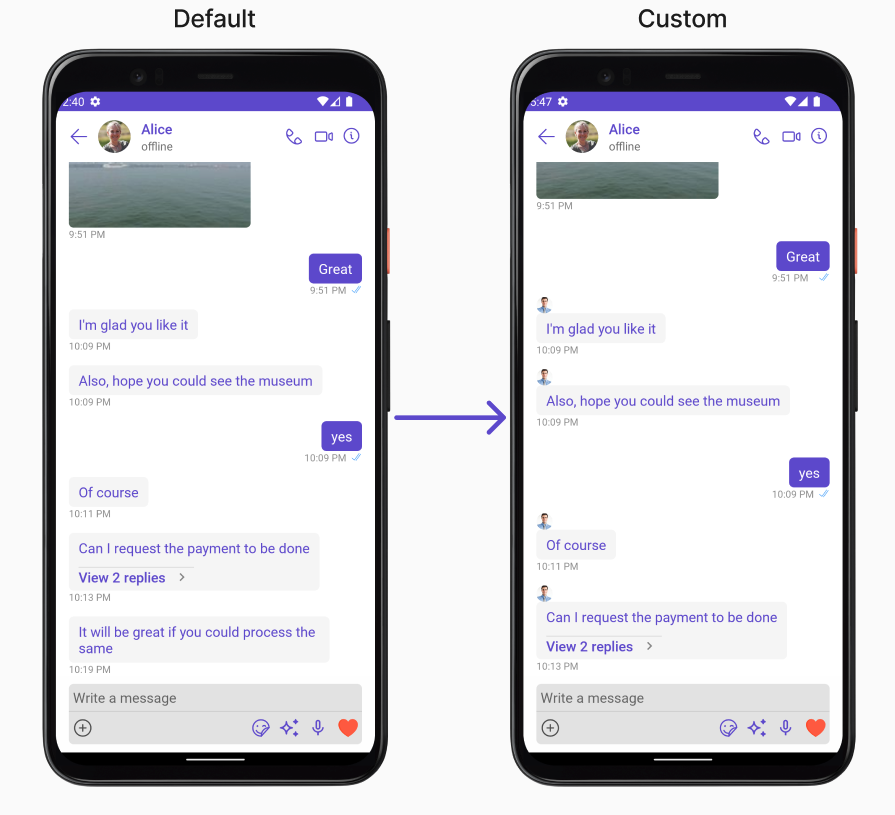 Default
2:40
Alice
offline
9:51 PM
Great
9:51 PM
I'm glad you like it
10:09 PM
Also, hope you could see the museum
10:09 PM
yes
10:09 PM
Of course
10:11 PM
Can I request the payment to be done
View 2 replies
10:13 PM
It will be great if you could process the
same
10:19 PM
Write a message
Custom
5:47
Alice
offline
9:51 PM
Great
9:51 PM
I'm glad you like it
10:09 PM
Also, hope you could see the museum
10:09 PM
yes
10:09 PM
Of course
10:11 PM
Can I request the payment to be done
View 2 replies
10:13 PM
Write a message